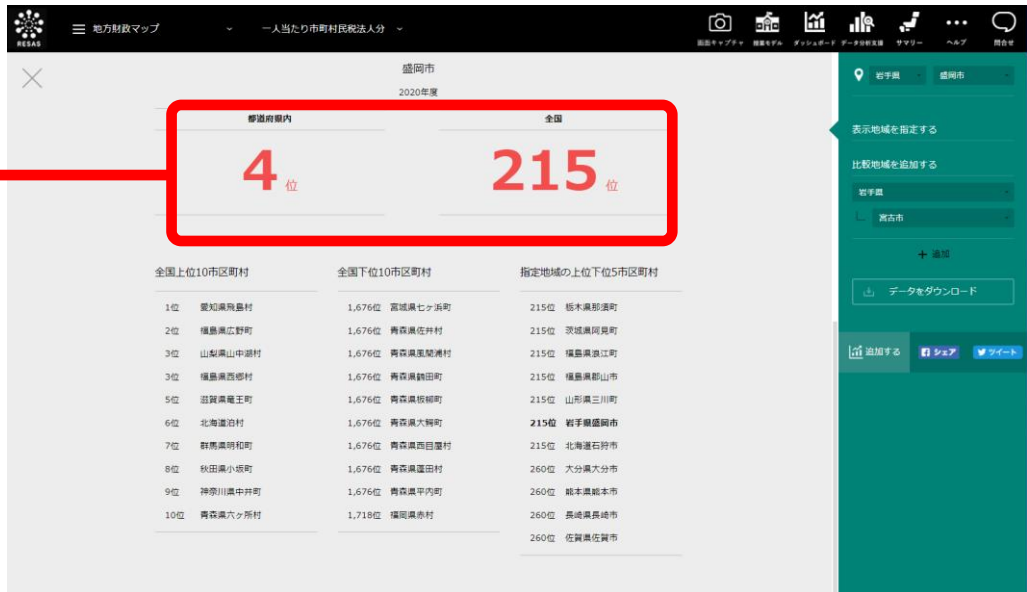 RESAS
地方財政マップ
一人当たり市町村民税法人分
画面キャプチャ
提案モデル
ダッシュボード
データ分析支援
サマリー
ヘルプ
問合せ
盛岡市
2020年度
都道府県内
4 位
全国
215 位
全国上位10市区町村
1位 愛知県飛島村
2位 福島県広野町
3位 山梨県山中湖村
3位 福島県西郷村
5位 滋賀県竜王町
6位 北海道泊村
7位 群馬県明和町
8位 秋田県小坂町
9位 神奈川県中井町
10位 青森県六ヶ所村
全国下位10市区町村
1,676位 宮城県七ヶ浜町
1,676位 青森県佐井村
1,676位 青森県風間浦村
1,676位 青森県鶴田町
1,676位 青森県板柳町
1,676位 青森県大鰐町
1,676位 青森県西目屋村
1,676位 青森県蓬田村
1,676位 青森県平内町
1,718位 福岡県赤村
指定地域の上位下位5市区町村
215位 栃木県那須町
215位 茨城県阿見町
215位 福島県浪江町
215位 福島県郡山市
215位 山形県三川町
215位 岩手県盛岡市
215位 北海道石狩市
260位 大分県大分市
260位 熊本県熊本市
260位 長崎県長崎市
260位 佐賀県佐賀市
岩手県 盛岡市
表示地域を指定する
比較地域を追加する
岩手県
宮古市
+ 追加
データをダウンロード
追加する
シェア
ツイート